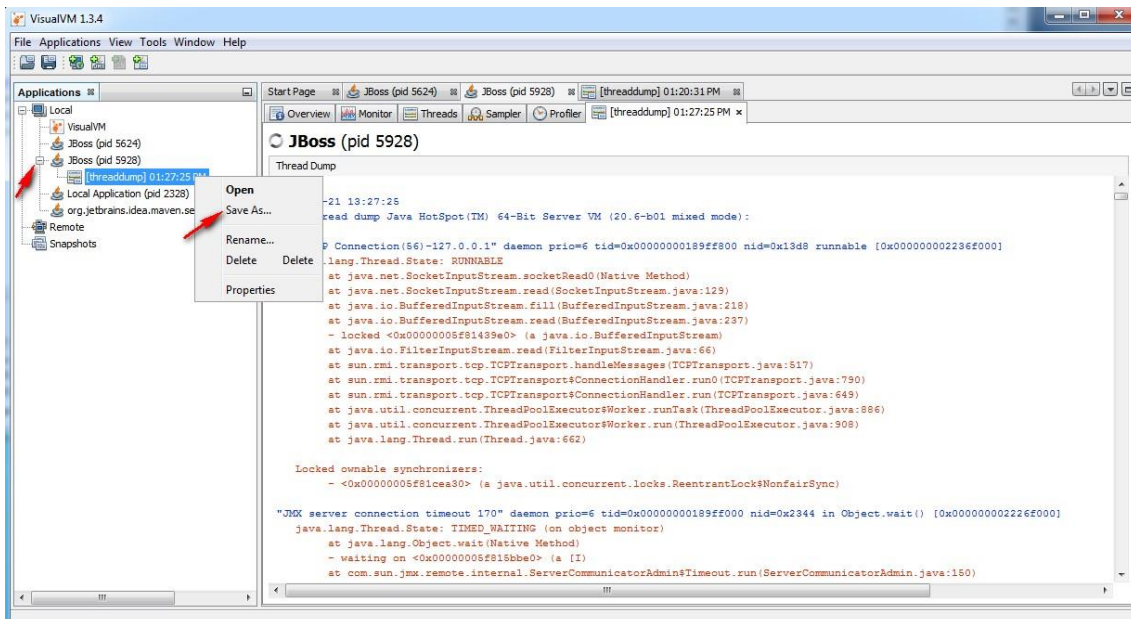 VisualVM 1.3.4
File Applications View Tools Window Help
Applications
Local
VisualVM
JBoss (pid 5624)
JBoss (pid 5928)
[threaddump] 01:27:25 PM
Local Application (pid 2328)
org.jetbrains.idea.maven.se
Remote
Snapshots
Open
Save As...
Rename...
Delete Delete
Properties
Start Page JBoss (pid 5624) JBoss (pid 5928) [threaddump] 01:20:31 PM
Overview Monitor Threads Sampler Profiler [threaddump] 01:27:25 PM
JBoss (pid 5928)
Thread Dump
-21 13:27:25
read dump Java HotSpot(TM) 64-Bit Server VM (20.6-b01 mixed mode):
P Connection(56)-127.0.0.1" daemon prio=6 tid=0x00000000189ff800 nid=0x13d8 runnable [0x000000002236f000]
.lang.Thread.State: RUNNABLE
at java.net.SocketInputStream.socketRead0(Native Method)
at java.net.SocketInputStream.read(SocketInputStream.java:129)
at java.io.BufferedInputStream.fill(BufferedInputStream.java:218)
at java.io.BufferedInputStream.read(BufferedInputStream.java:237)
- locked <0x00000005f81439e0> (a java.io.BufferedInputStream)
at java.io.FilterInputStream.read(FilterInputStream.java:66)
at sun.rmi.transport.tcp.TCPTransport.handleMessages(TCPTransport.java:517)
at sun.rmi.transport.tcp.TCPTransport$ConnectionHandler.run0(TCPTransport.java:790)
at sun.rmi.transport.tcp.TCPTransport$ConnectionHandler.run(TCPTransport.java:649)
at java.util.concurrent.ThreadPoolExecutor$Worker.runTask(ThreadPoolExecutor.java:886)
at java.util.concurrent.ThreadPoolExecutor$Worker.run(ThreadPoolExecutor.java:908)
at java.lang.Thread.run(Thread.java:662)
Locked ownable synchronizers:
- <0x00000005f81cea30> (a java.util.concurrent.locks.ReentrantLock$NonfairSync)
"JMX server connection timeout 170" daemon prio=6 tid=0x00000000189ff000 nid=0x2344 in Object.wait() [0x000000002226f000]
java.lang.Thread.State: TIMED_WAITING (on object monitor)
at java.lang.Object.wait(Native Method)
- waiting on <0x00000005f815bbe0> (a [I)
at com.sun.jmx.remote.internal.ServerCommunicatorAdmin$Timeout.run(ServerCommunicatorAdmin.java:150)